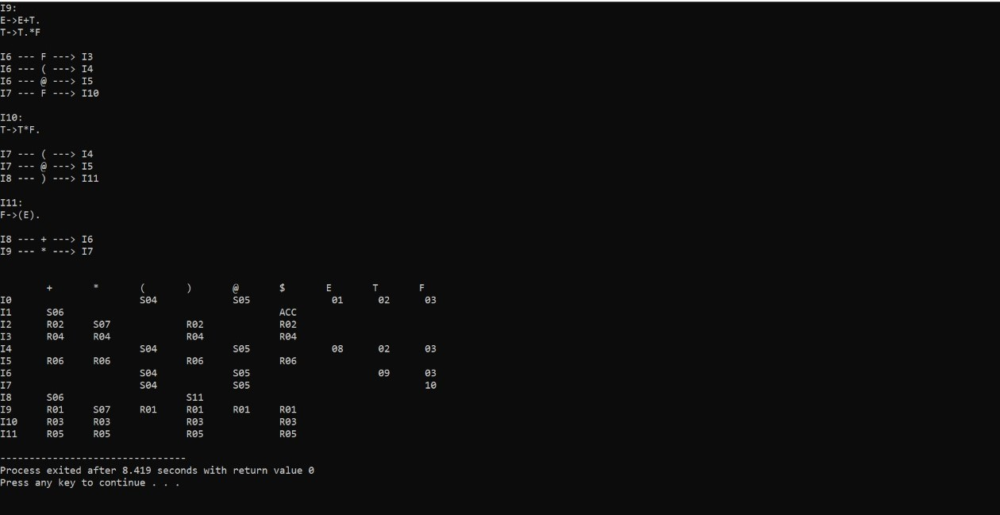 I9:
E->E+T.
T->T.*F
I6 --- F ---> I3
I6 --- ( ---> I4
I6 --- @ ---> I5
I7 --- F ---> I10
I10:
T->T*F.
I7 --- ( ---> I4
I7 --- @ ---> I5
I8 --- ) ---> I11
I11:
F->(E).
I8 --- + ---> I6
I9 --- * ---> I7
+ * ( ) @ $ E T F
I0 S04 S05 01 02 03
I1 S06 ACC
I2 R02 S07 R02 R02
I3 R04 R04 R04 R04
I4 S04 S05 08 02 03
I5 R06 R06 R06 R06
I6 S04 S05 09 03
I7 S04 S05 10
I8 S06 S11
I9 R01 S07 R01 R01 R01 R01
I10 R03 R03 R03 R03
I11 R05 R05 R05 R05
--------------------------------
Process exited after 8.419 seconds with return value 0
Press any key to continue . . .